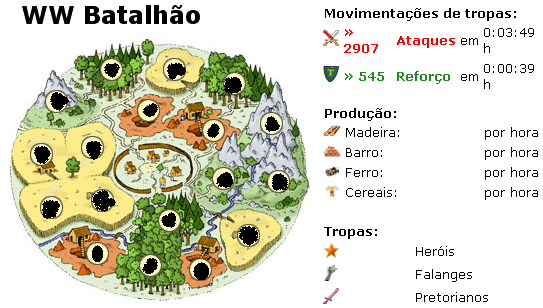 WW Batalhão
Movimentações de tropas:
» 2907 Ataques em 0:03:49 h
» 545 Reforço em 0:00:39 h
Produção:
Madeira: por hora
Barro: por hora
Ferro: por hora
Cereais: por hora
Tropas:
Heróis
Falanges
Pretorianos